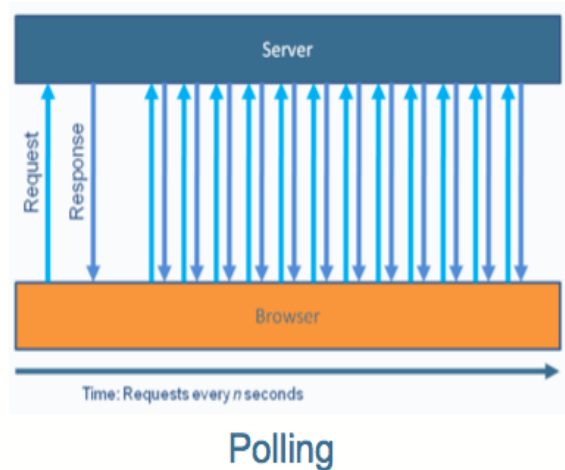 Server
Request
Response
Browser
Time: Requests every n seconds
Polling